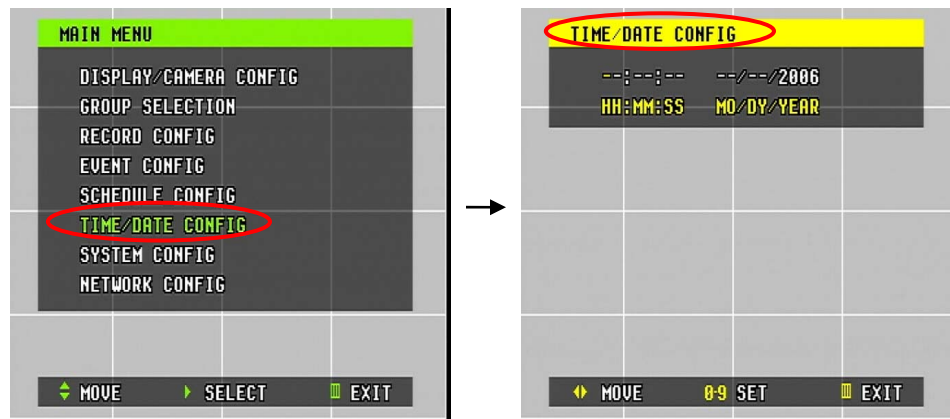 MAIN MENU
DISPLAY/CAMERA CONFIG
GROUP SELECTION
RECORD CONFIG
EVENT CONFIG
SCHEDULE CONFIG
TIME/DATE CONFIG
SYSTEM CONFIG
NETWORK CONFIG
MOVE SELECT EXIT
TIME/DATE CONFIG
--:--:-- --/--/2006
HH:MM:SS MO/DY/YEAR
MOVE 0-9 SET EXIT